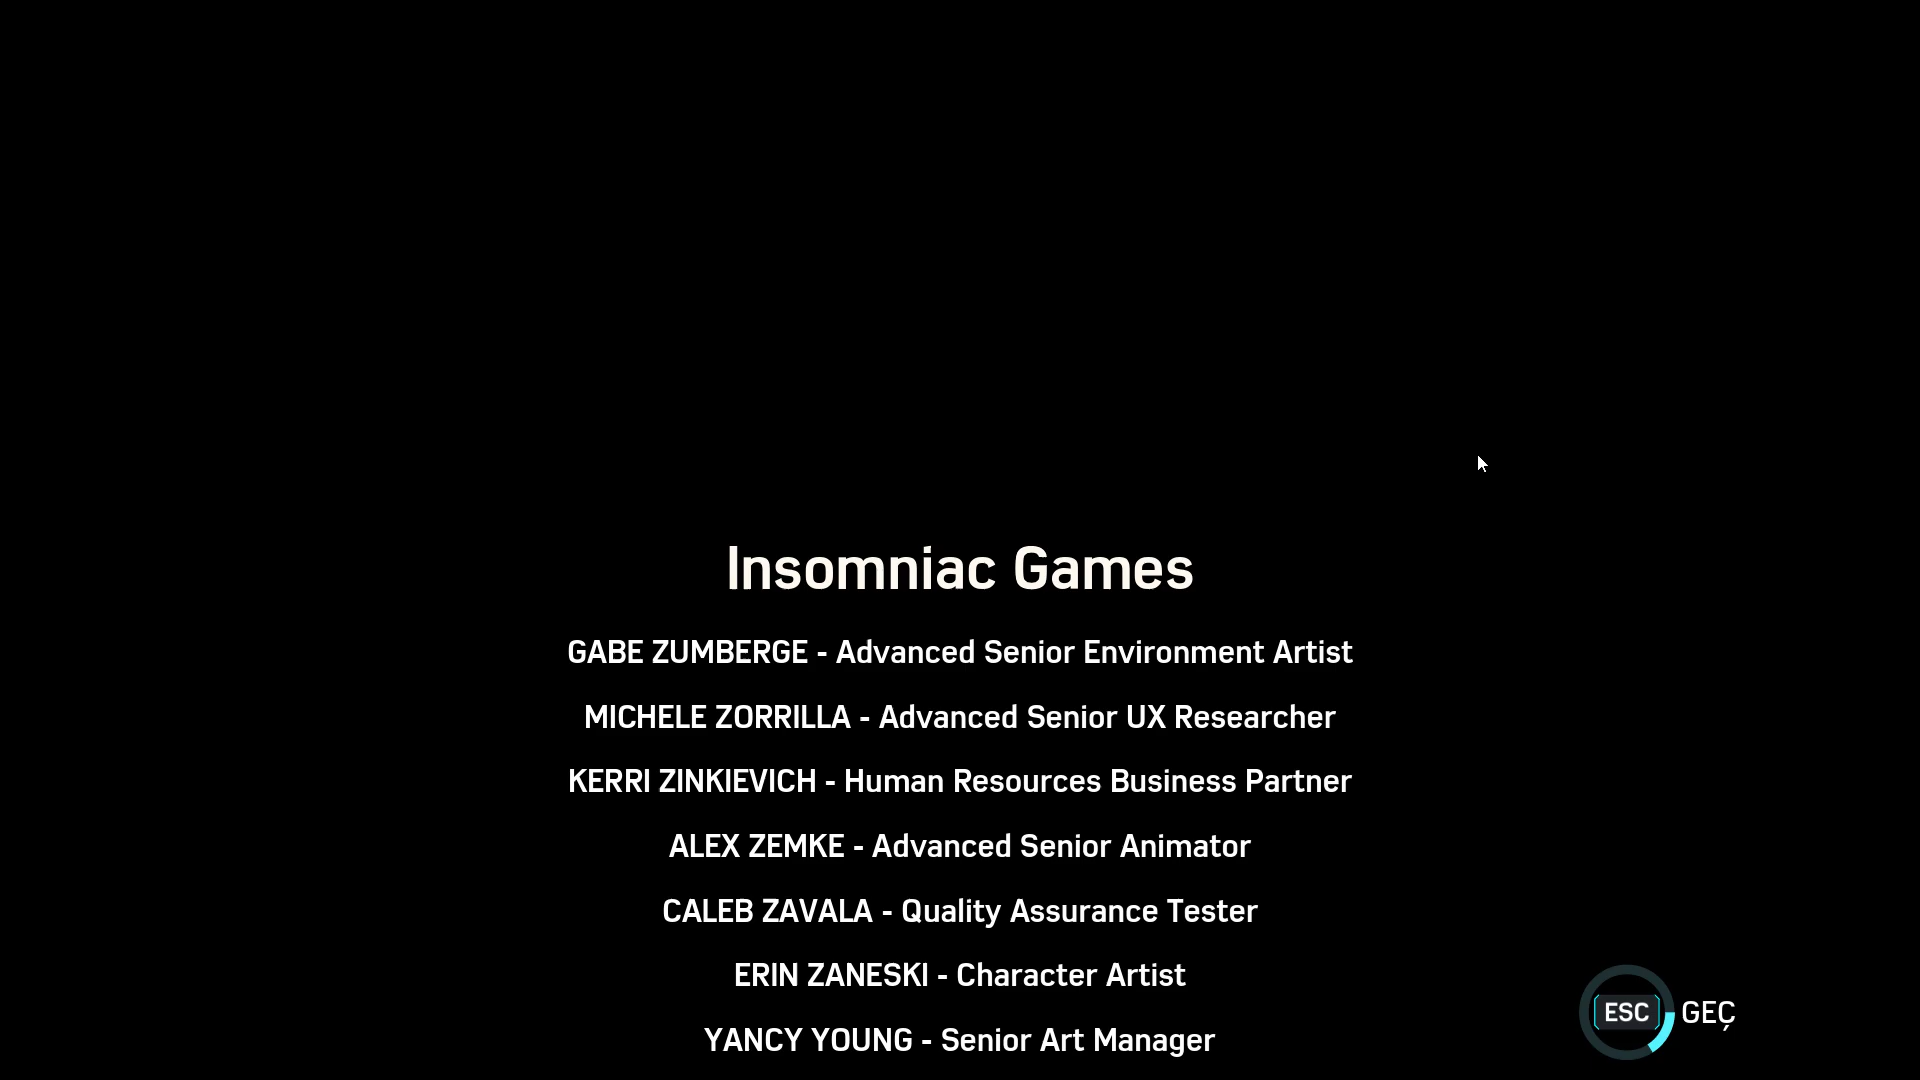 Insomniac Games
GABE ZUMBERGE - Advanced Senior Environment Artist
MICHELE ZORRILLA - Advanced Senior UX Researcher
KERRI ZINKIEVICH - Human Resources Business Partner
ALEX ZEMKE - Advanced Senior Animator
CALEB ZAVALA - Quality Assurance Tester
ERIN ZANESKI - Character Artist
YANCY YOUNG - Senior Art Manager
ESC GEÇ